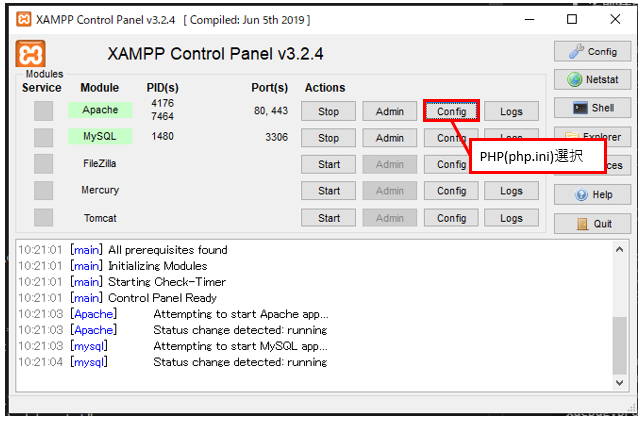 XAMPP Control Panel v3.2.4 [ Compiled: Jun 5th 2019 ]
XAMPP Control Panel v3.2.4
Config
Modules
Service Module PID(s) Port(s) Actions
Netstat
Apache 4176 7464 80, 443 Stop Admin Config Logs
Shell
MySQL 1480 3306 Stop Admin Config Logs
Explorer
PHP(php.ini)選択
FileZilla Start Admin Config
Mercury Start Admin Config Logs
Help
Tomcat Start Admin Config Logs
Quit
10:21:01 [main] All prerequisites found
10:21:01 [main] Initializing Modules
10:21:01 [main] Starting Check-Timer
10:21:01 [main] Control Panel Ready
10:21:03 [Apache] Attempting to start Apache app...
10:21:03 [Apache] Status change detected: running
10:21:03 [mysql] Attempting to start MySQL app...
10:21:04 [mysql] Status change detected: running